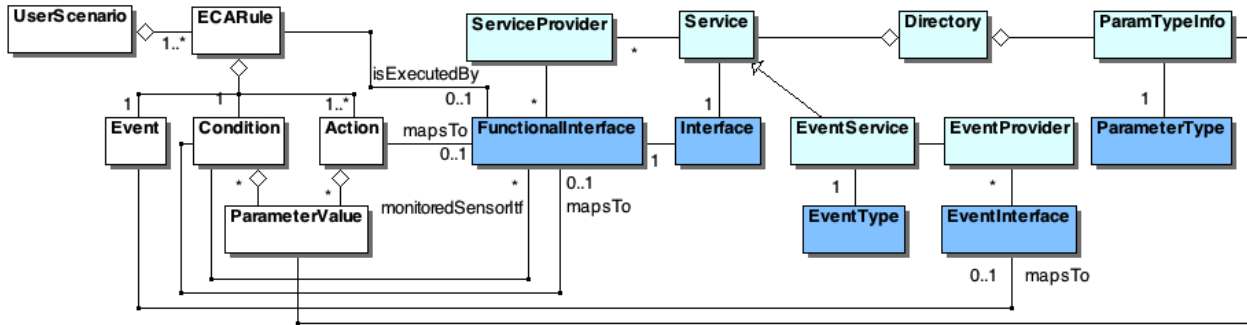 UserScenario
1..*
ECARule
ServiceProvider
*
Service
Directory
ParamTypeInfo
isExecutedBy
0..1
*
1
1
1
1..*
1
Event
Condition
Action
mapsTo
0..1
FunctionalInterface
1
Interface
EventService
EventProvider
ParameterType
*
*
*
0..1
1
*
ParameterValue
monitoredSensorItf
mapsTo
EventType
EventInterface
0..1
mapsTo